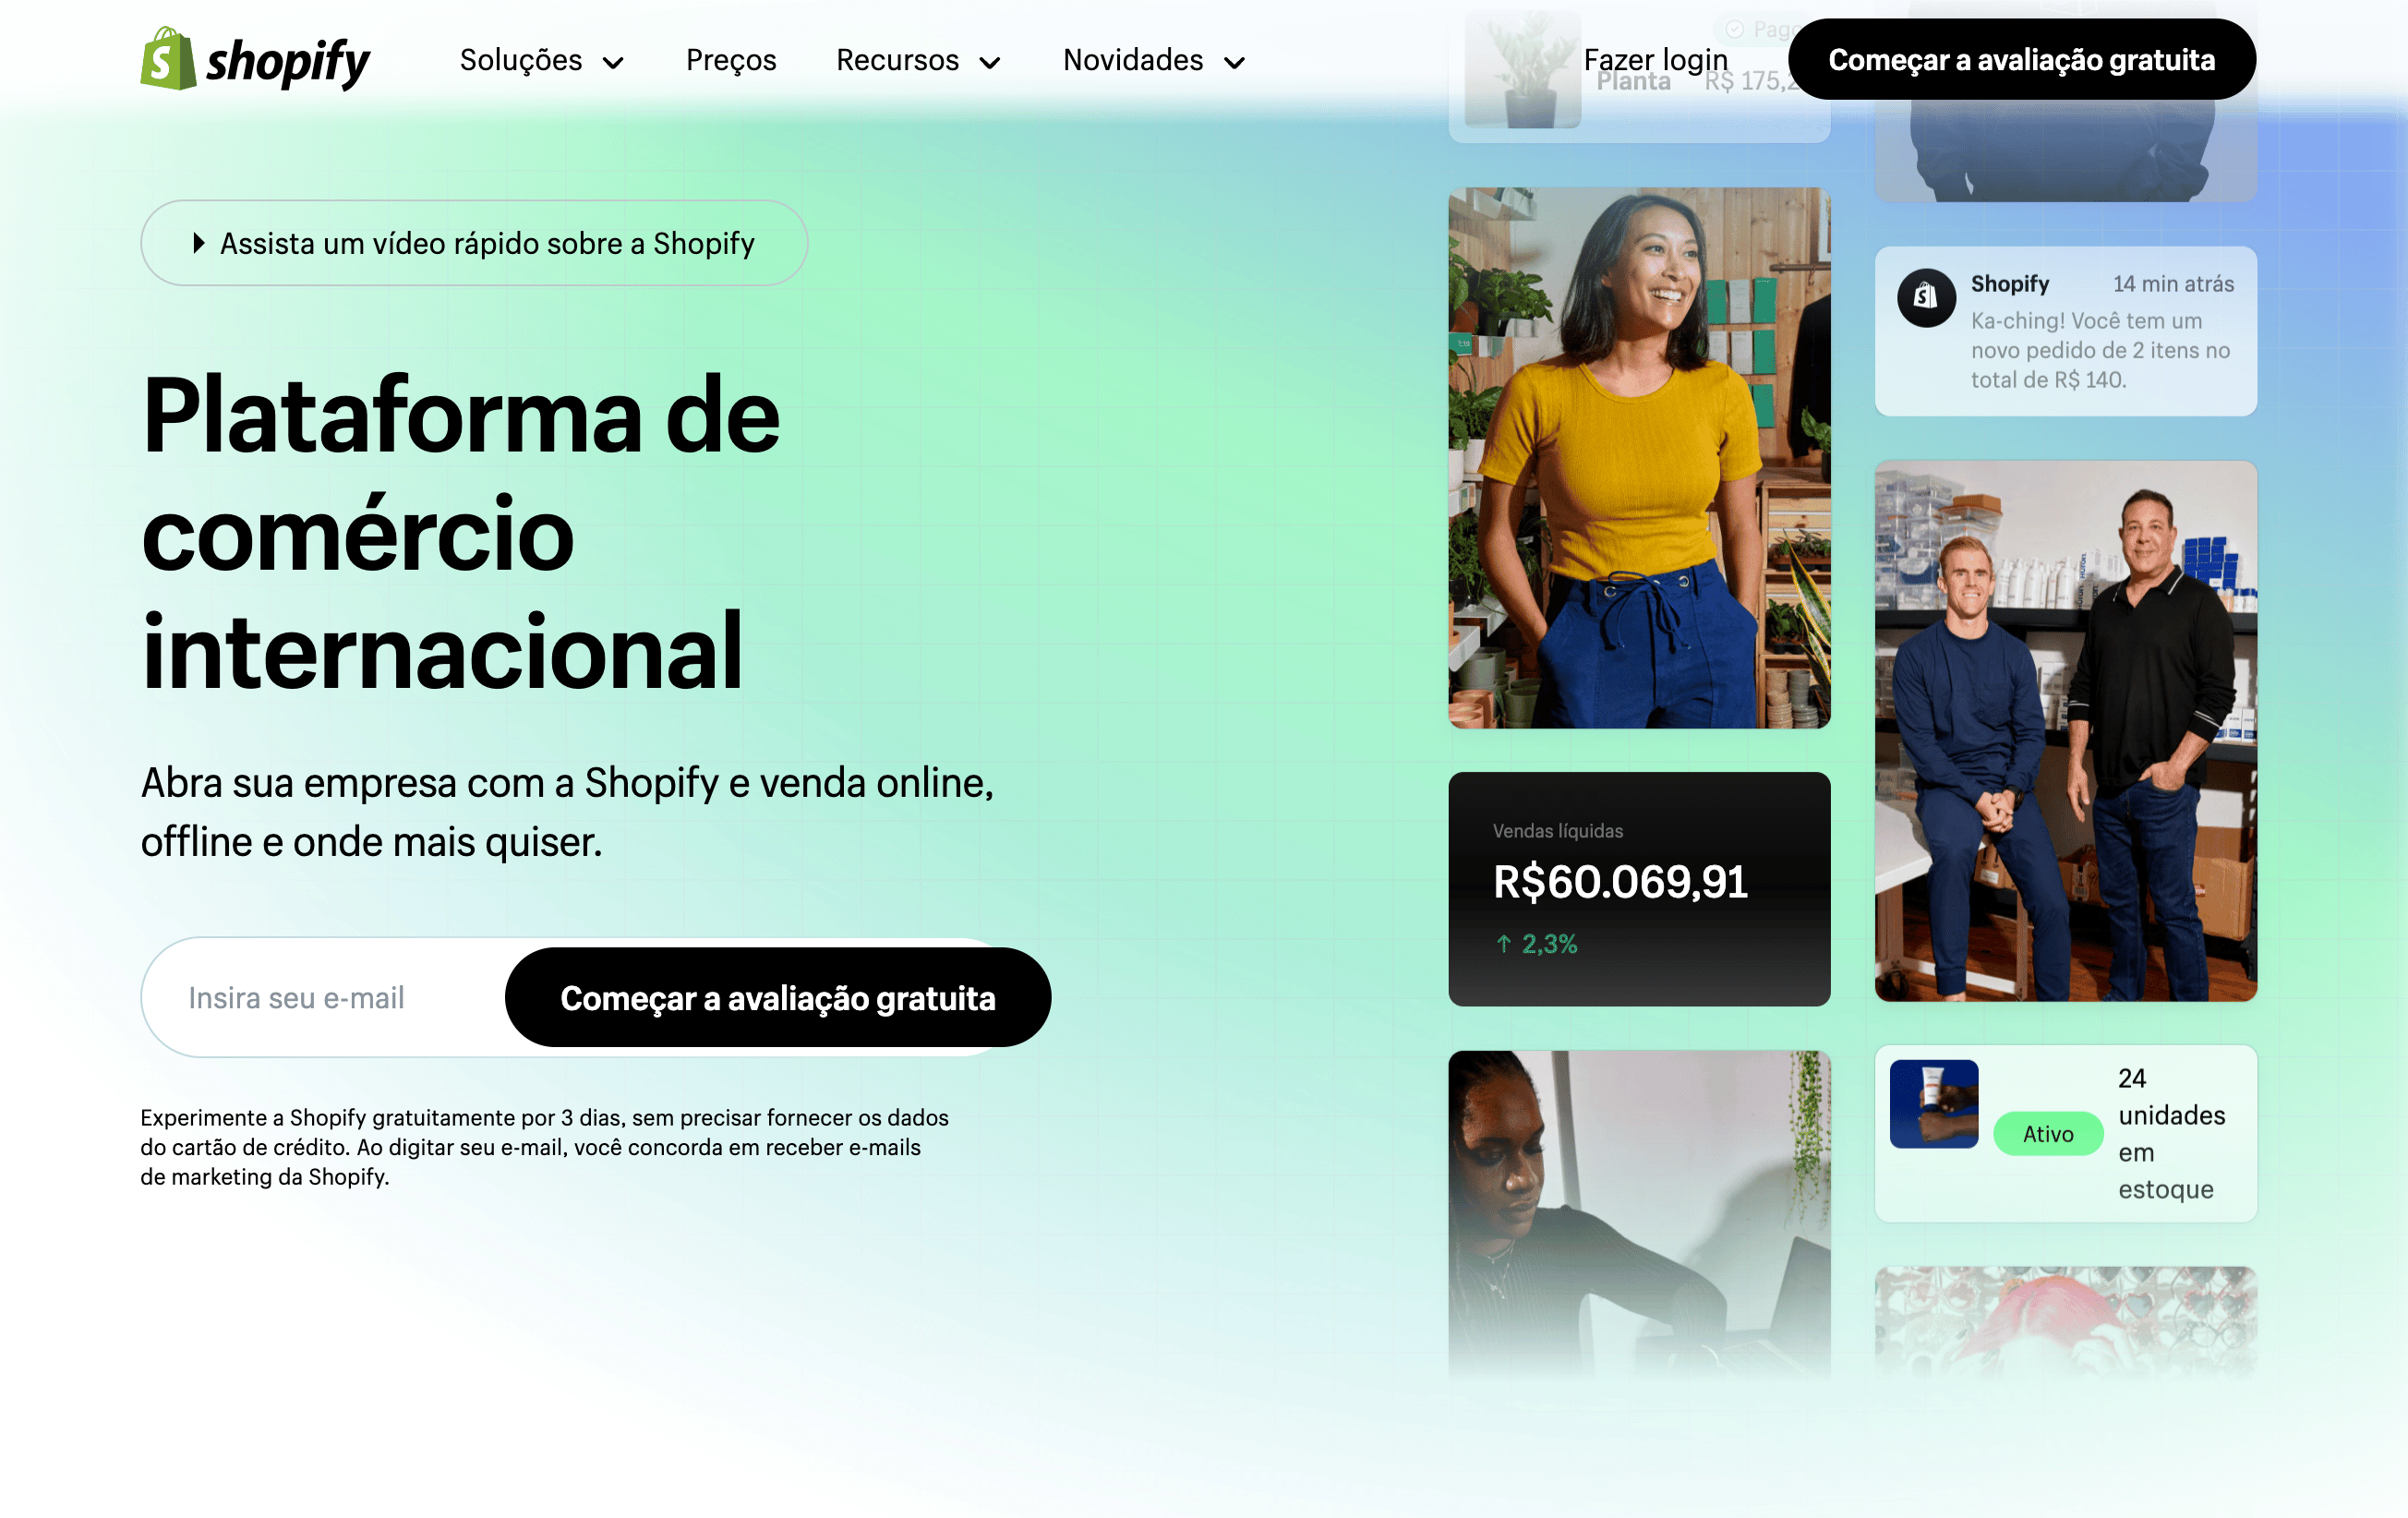 shopify
Soluções
Preços
Recursos
Novidades
Fazer login
Começar a avaliação gratuita
Planta R$ 175,2
Assista um vídeo rápido sobre a Shopify
Plataforma de
comércio
internacional
Abra sua empresa com a Shopify e venda online,
offline e onde mais quiser.
Insira seu e-mail
Começar a avaliação gratuita
Experimente a Shopify gratuitamente por 3 dias, sem precisar fornecer os dados
do cartão de crédito. Ao digitar seu e-mail, você concorda em receber e-mails
de marketing da Shopify.
Vendas líquidas
R$60.069,91
↑ 2,3%
Shopify 14 min atrás
Ka-ching! Você tem um
novo pedido de 2 itens no
total de R$ 140.
Ativo
24
unidades
em
estoque